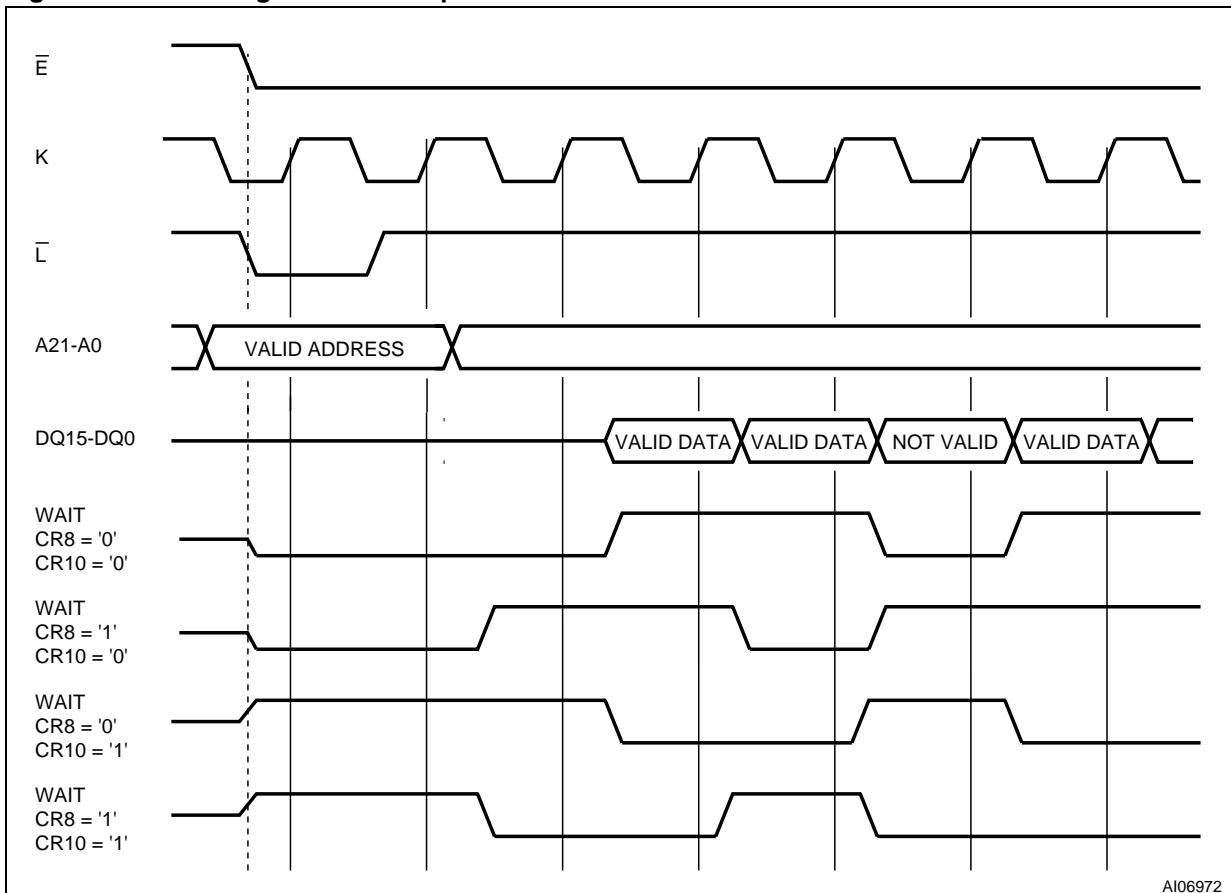 E
K
L
A21-A0
VALID ADDRESS
DQ15-DQ0
VALID DATA
VALID DATA
NOT VALID
VALID DATA
WAIT
CR8 = '0'
CR10 = '0'
WAIT
CR8 = '1'
CR10 = '0'
WAIT
CR8 = '0'
CR10 = '1'
WAIT
CR8 = '1'
CR10 = '1'
AI06972